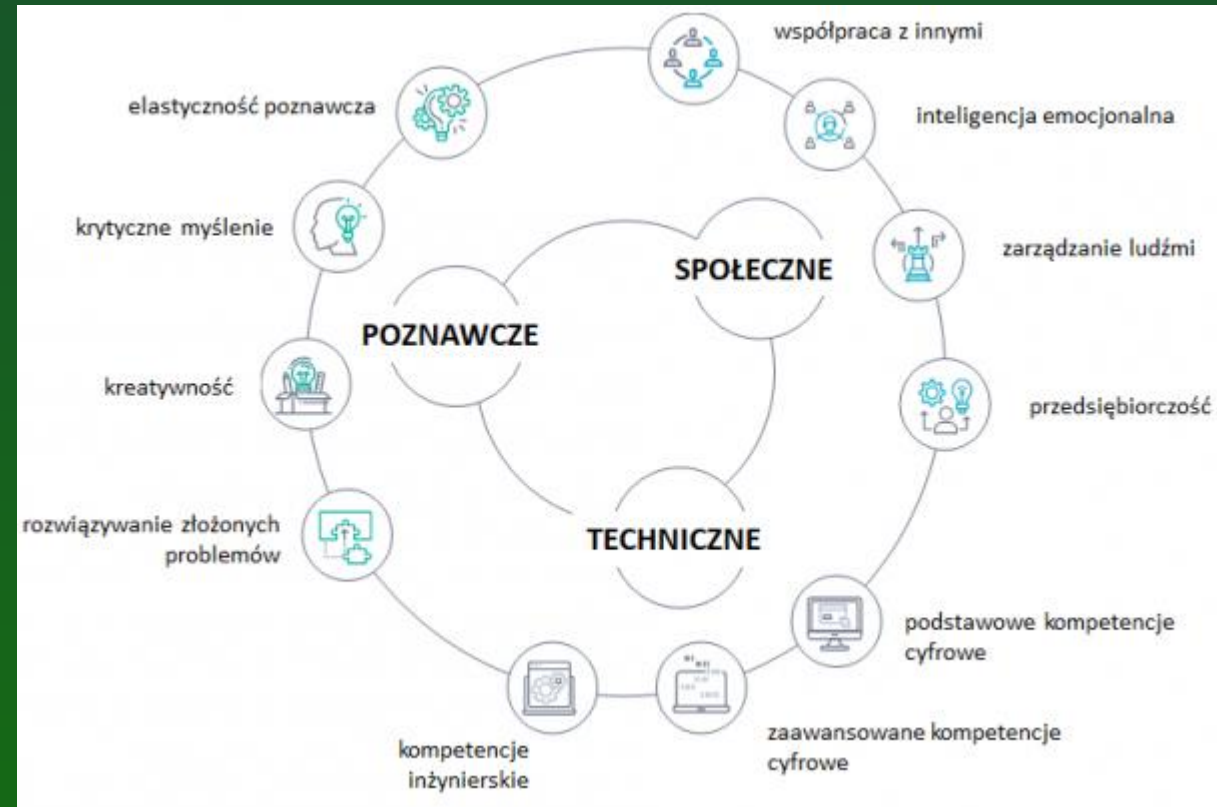 współpraca z innymi
elastyczność poznawcza
inteligencja emocjonalna
krytyczne myślenie
zarządzanie ludźmi
SPOŁECZNE
POZNAWCZE
kreatywność
przedsiębiorczość
rozwiązywanie złożonych
problemów
TECHNICZNE
podstawowe kompetencje
cyfrowe
zaawansowane kompetencje
cyfrowe
kompetencje
inżynierskie